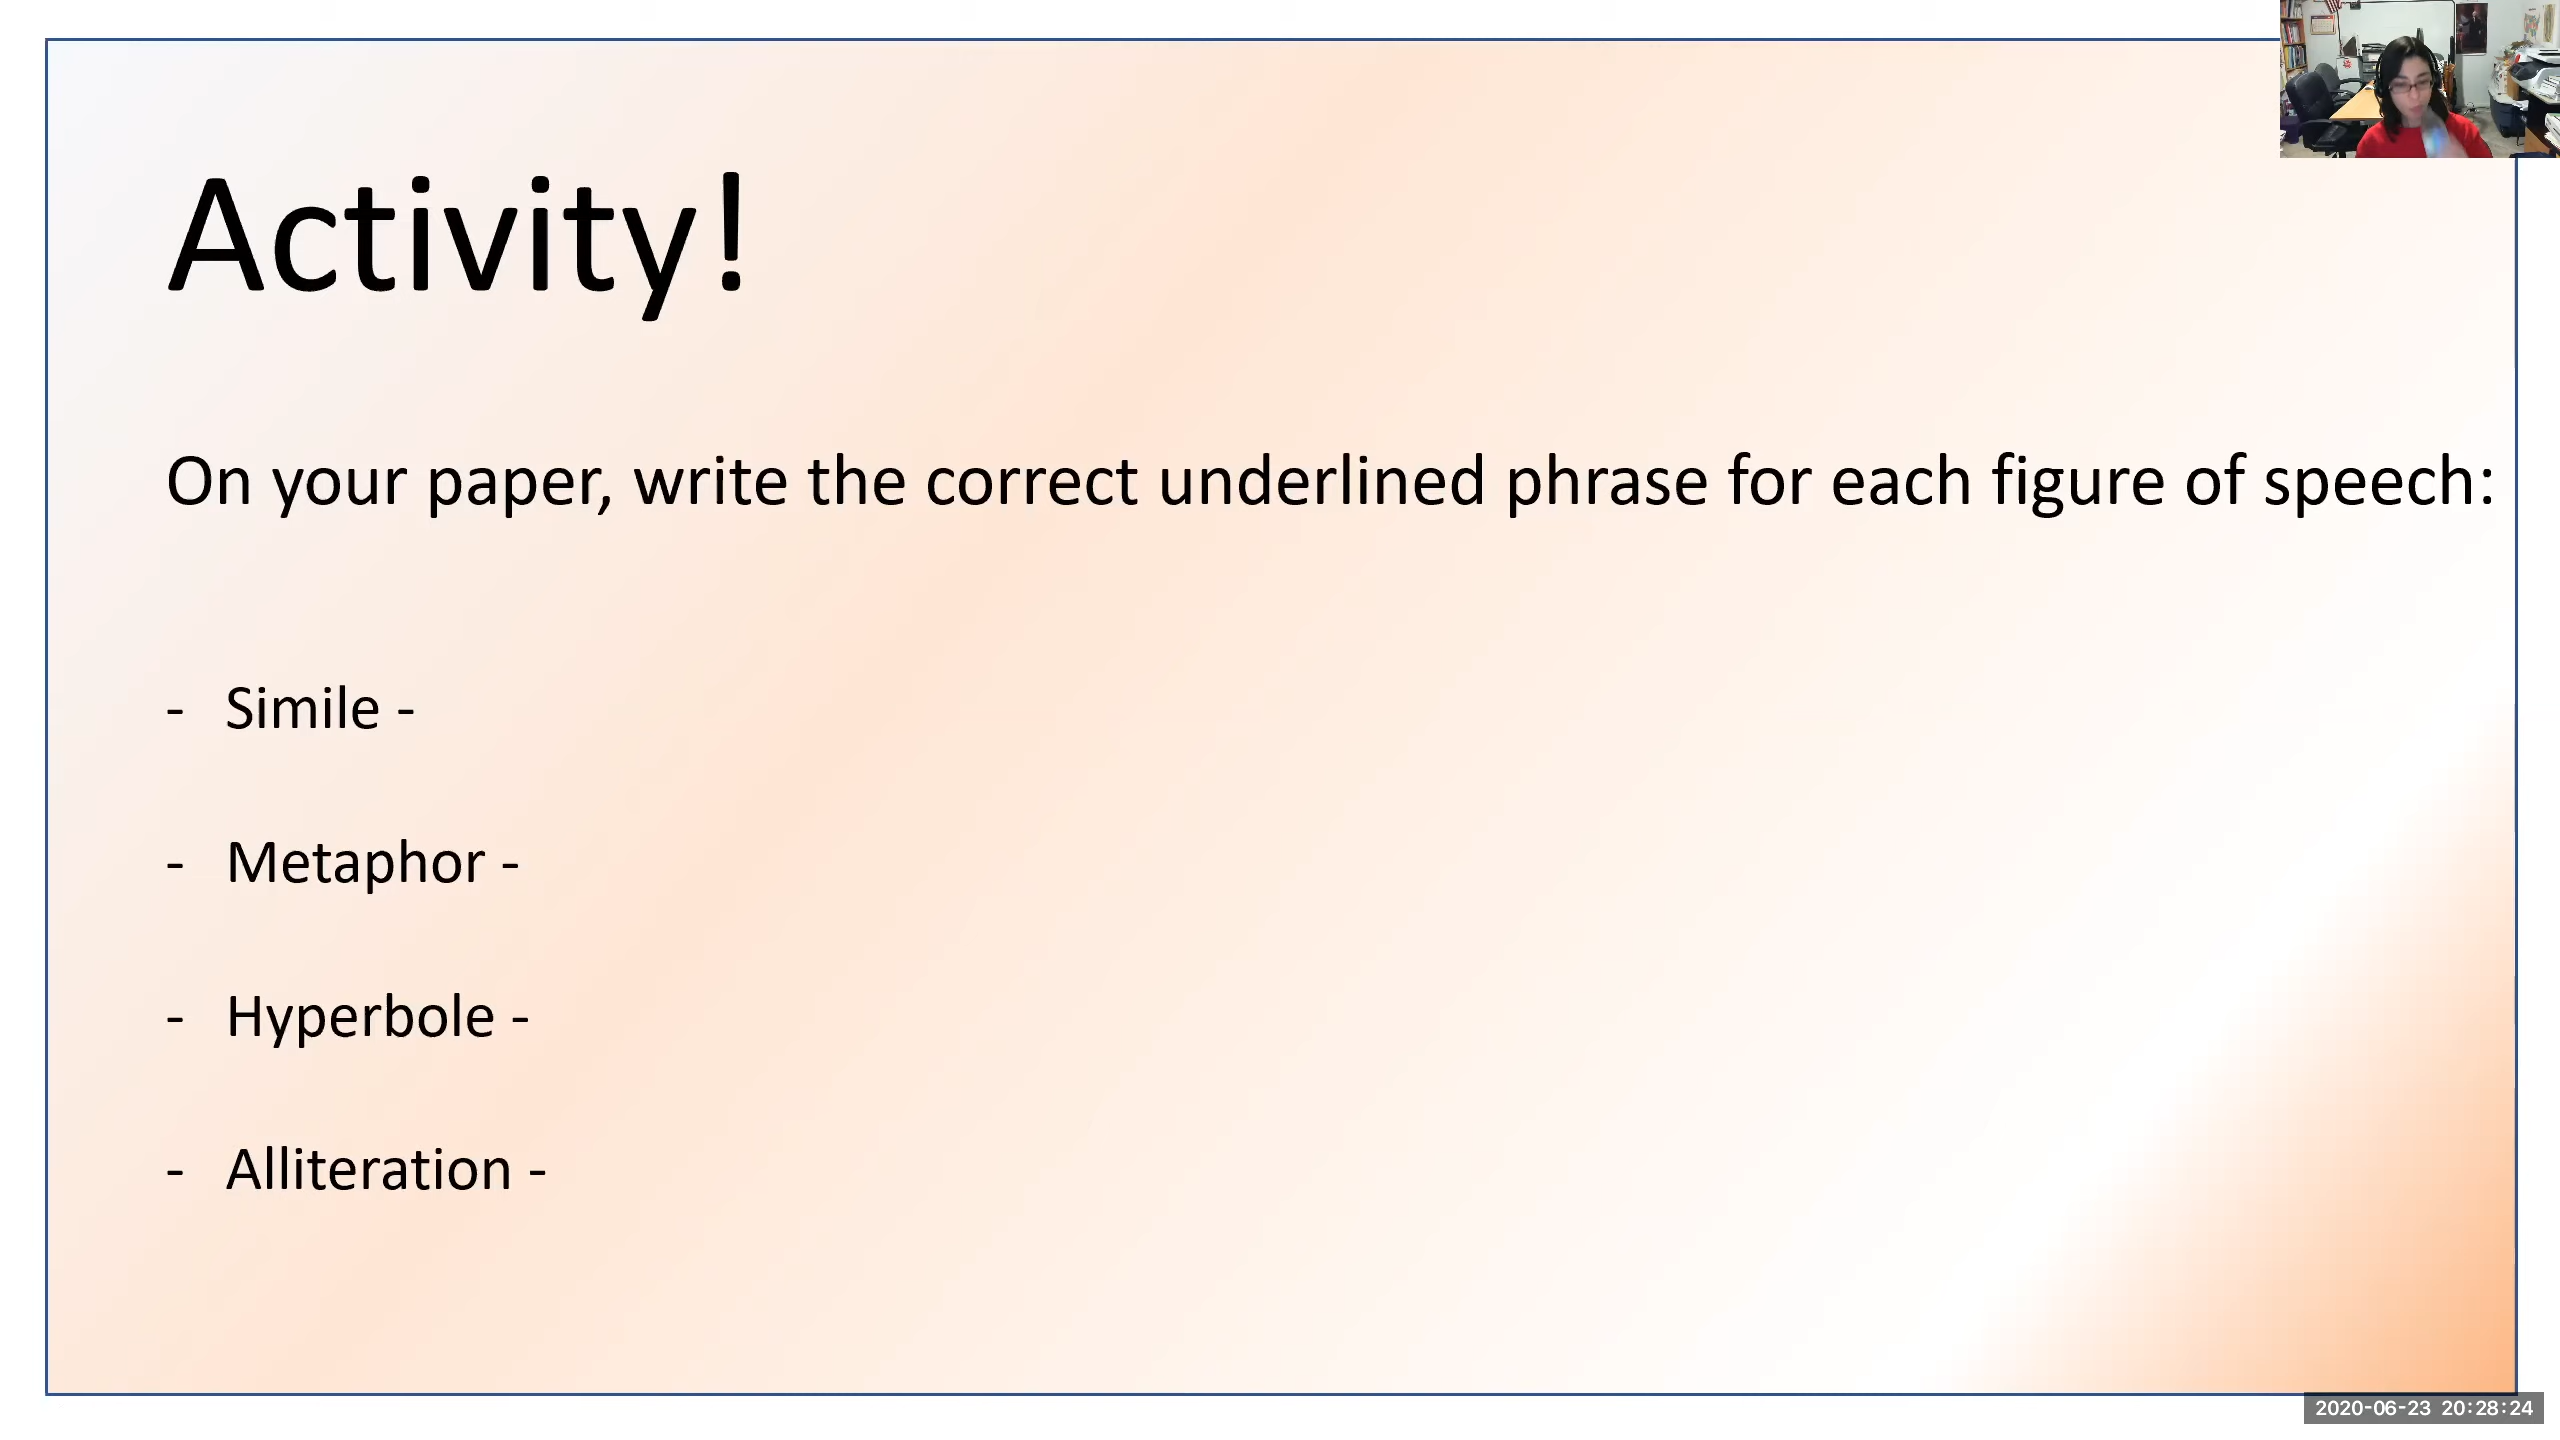 Activity!
On your paper, write the correct underlined phrase for each figure of speech:
- Simile -
- Metaphor -
- Hyperbole -
- Alliteration -
2020-06-23 20:28:24